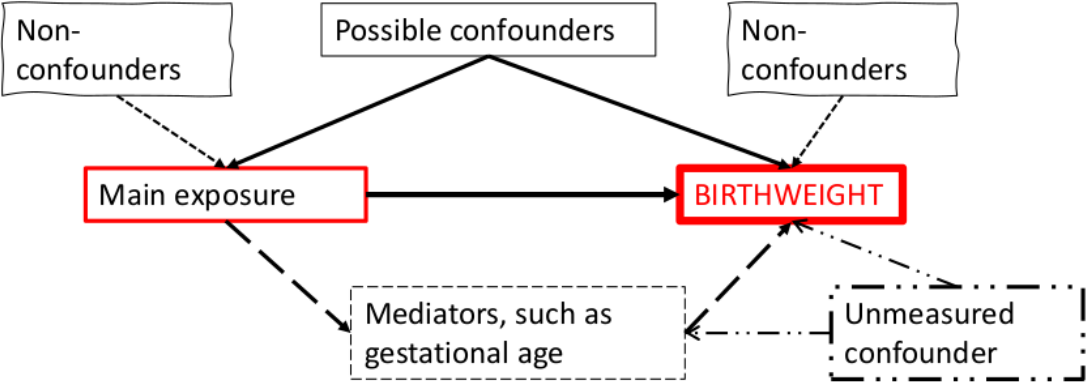 Non-
confounders
Possible confounders
Non-
confounders
Main exposure
BIRTHWEIGHT
Mediators, such as
gestational age
Unmeasured
confounder